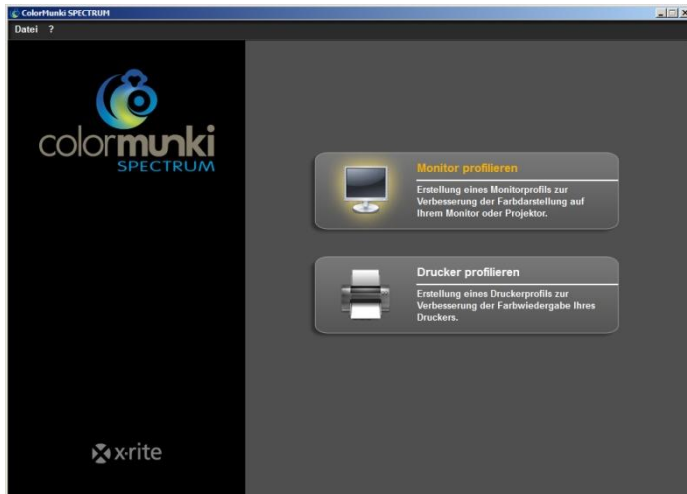 ColorMunki SPECTRUM
Datei ?
colormunki
SPECTRUM
Monitor profilieren
Erstellung eines Monitorprofils zur
Verbesserung der Farbdarstellung auf
Ihrem Monitor oder Projektor.
Drucker profilieren
Erstellung eines Druckerprofils zur
Verbesserung der Farbwiedergabe Ihres
Druckers.
x·rite